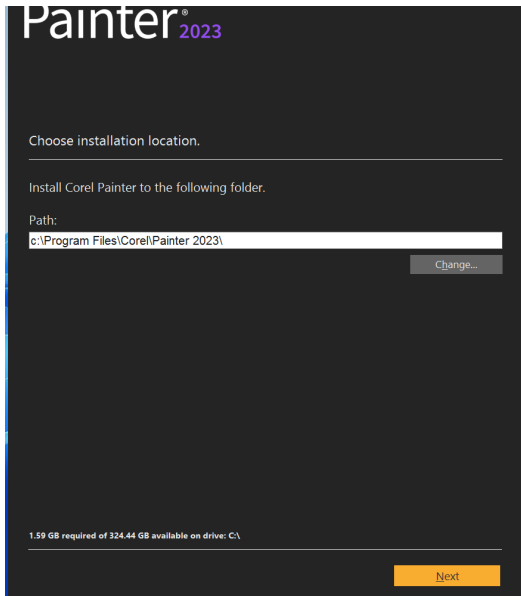 Painter® 2023
Choose installation location.
Install Corel Painter to the following folder.
Path:
c:\Program Files\Corel\Painter 2023\
Change...
1.59 GB required of 324.44 GB available on drive: C:\
Next